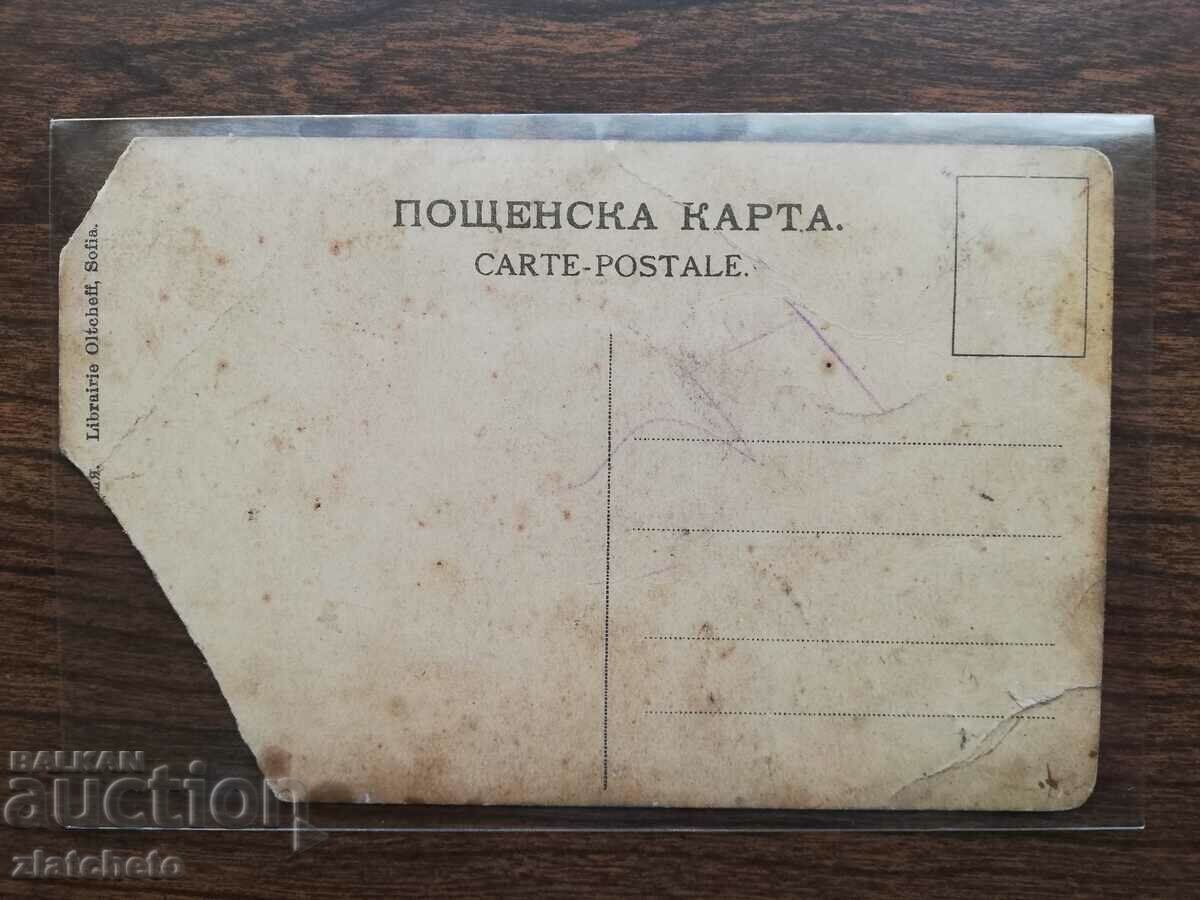 ПОЩЕНСКА КАРТА.
CARTE-POSTALE.
Librairie Oltcheff, Sofia.
BALKAN
auction
zlatcheto